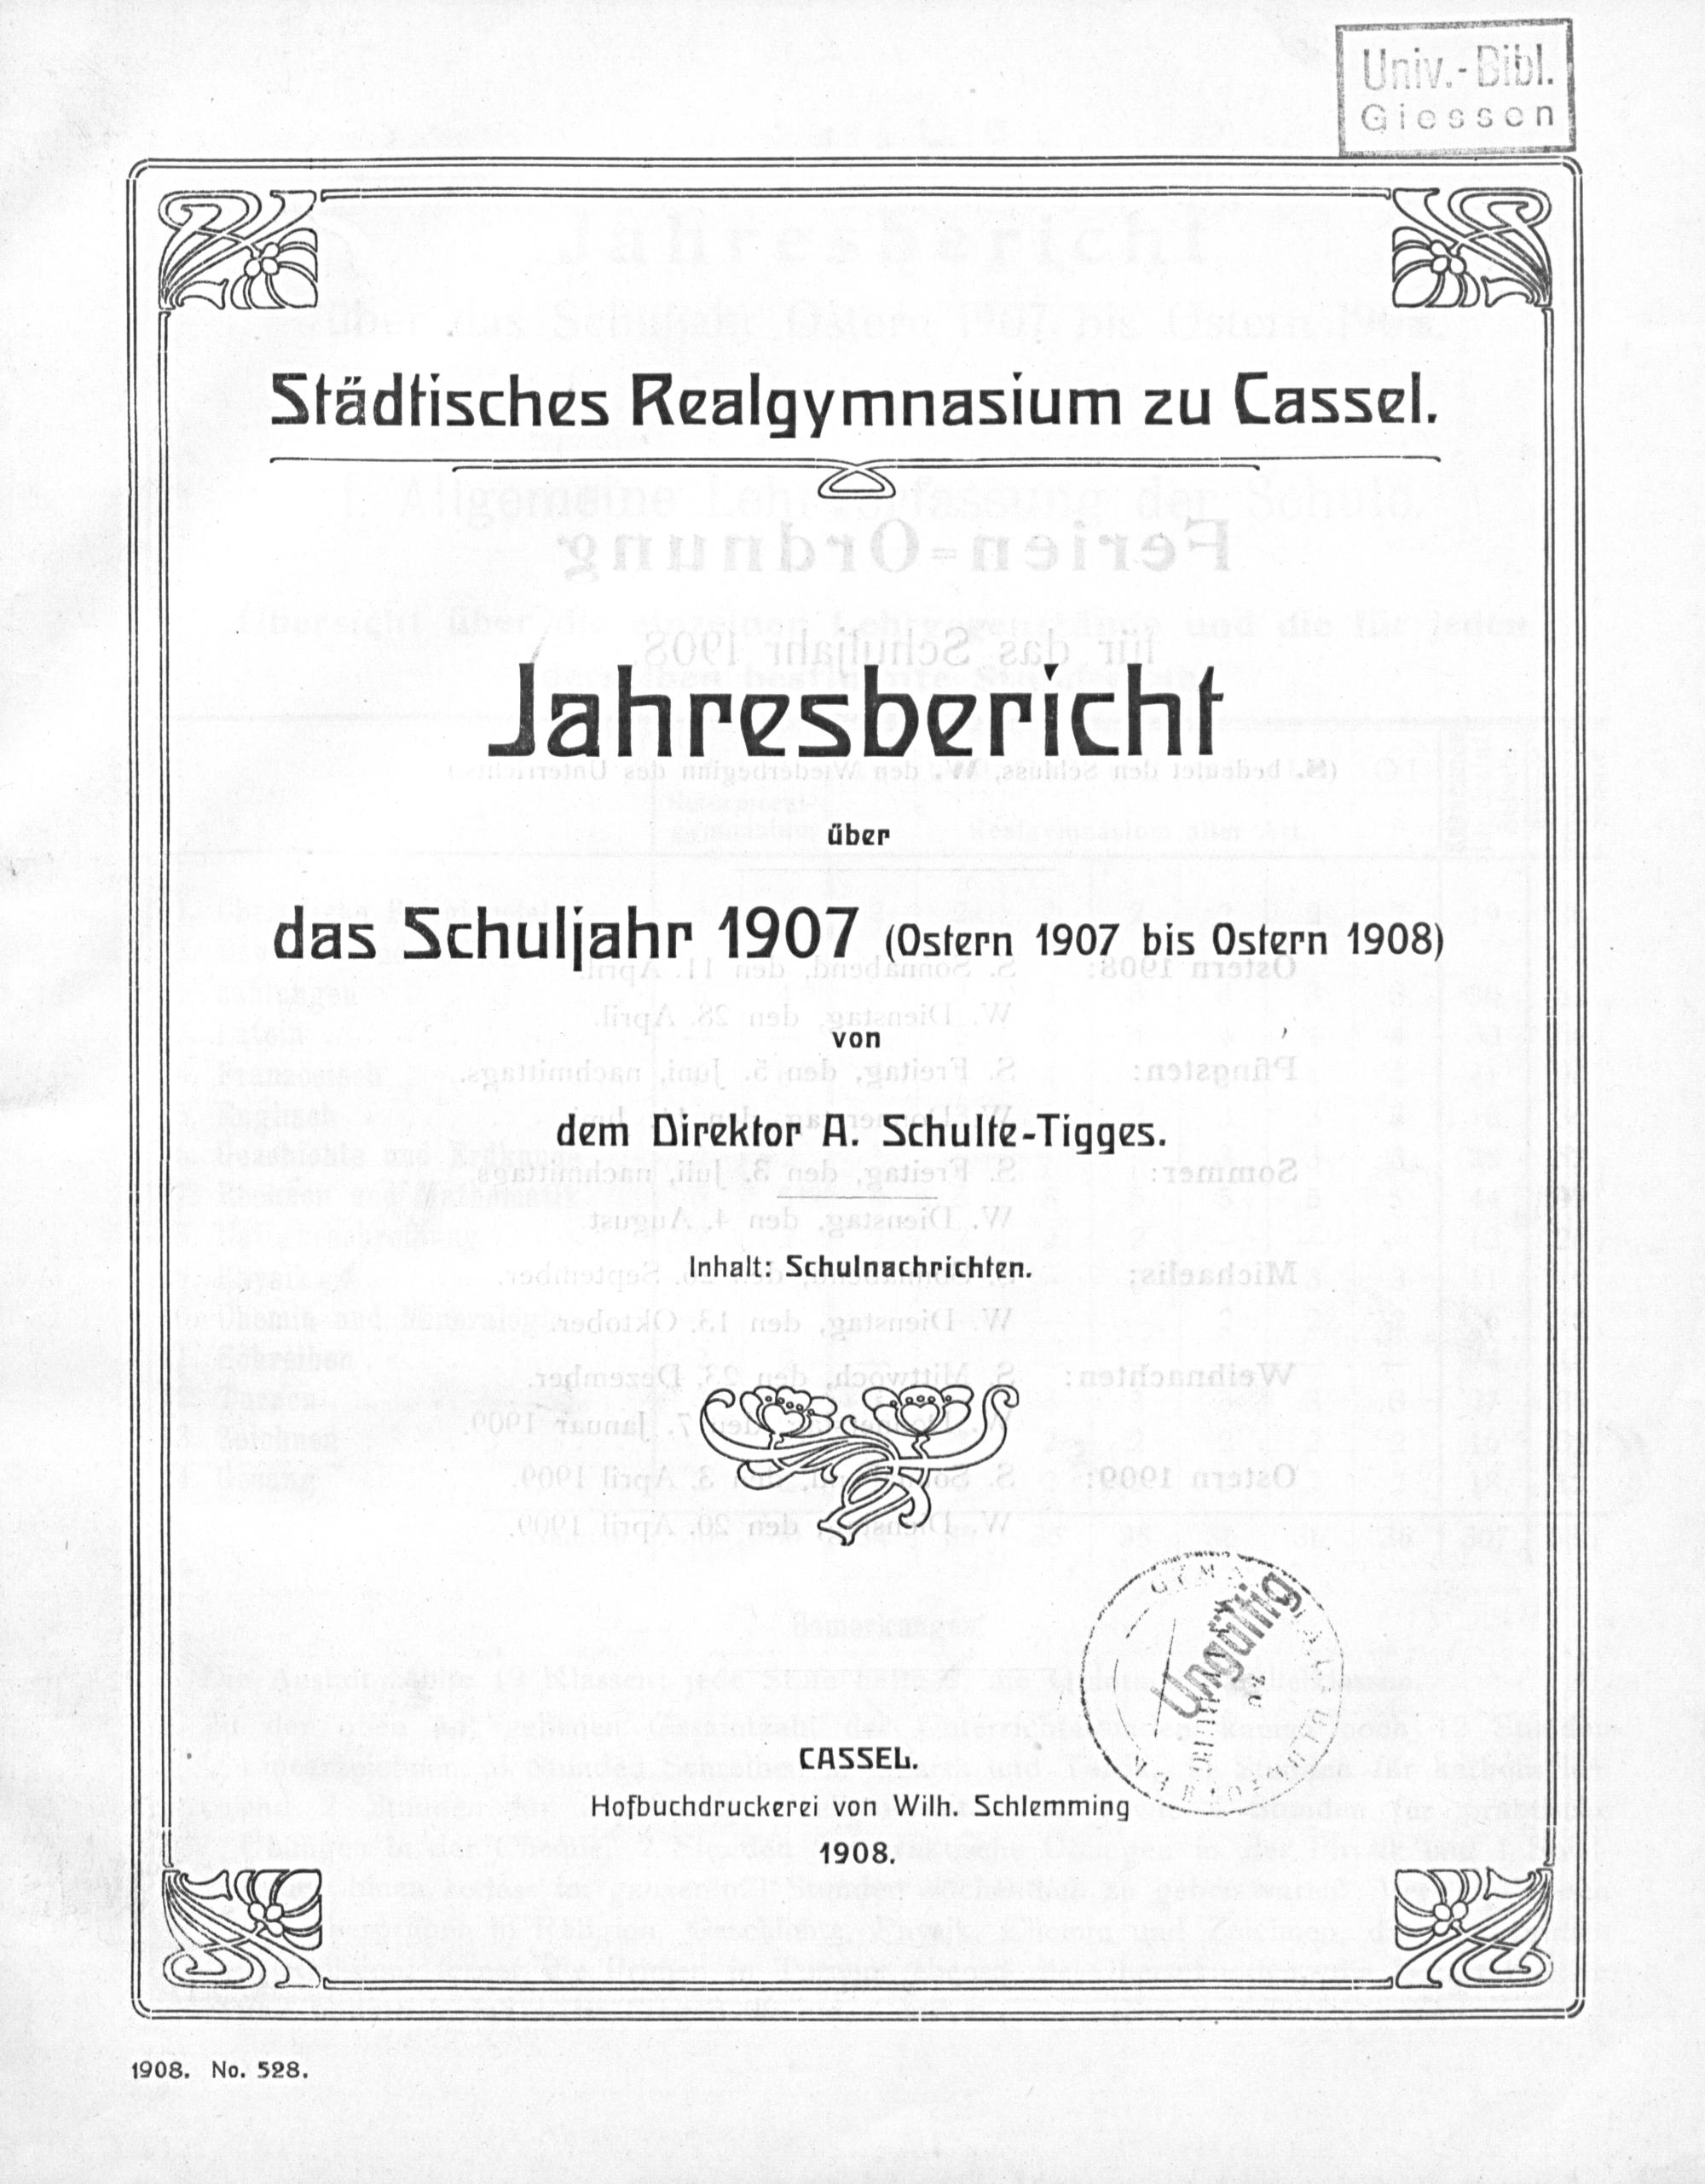 Univ.-Bibl.
Giessen
Städtisches Realgymnasium zu Cassel.
Jahresbericht
über
das Schuljahr 1907 (Ostern 1907 bis Ostern 1908)
von
dem Direktor A. Schulte-Tigges.
Inhalt: Schulnachrichten.
Ungültig
CASSEL.
Hofbuchdruckerei von Wilh. Schlemming
1908.
1908. No. 528.